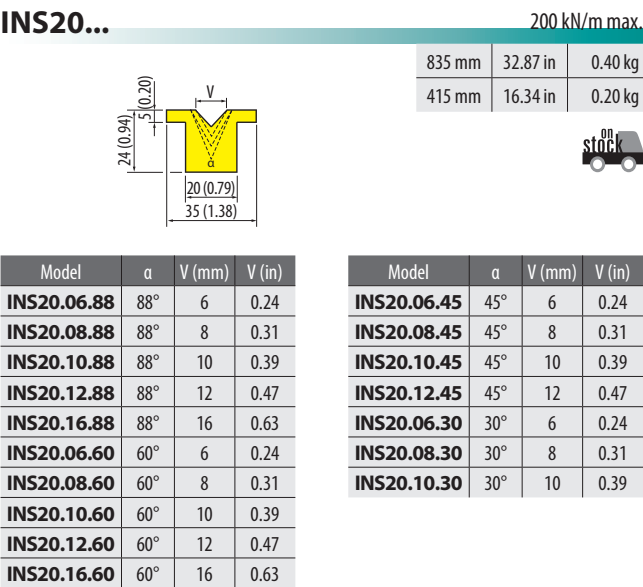 INS20... 200 kN/m max.
835 mm 32.87 in 0.40 kg
415 mm 16.34 in 0.20 kg
on
stock
V
5 (0.20)
24 (0.94)
α
20 (0.79)
35 (1.38)
Model α V (mm) V (in)
INS20.06.88 88° 6 0.24
INS20.08.88 88° 8 0.31
INS20.10.88 88° 10 0.39
INS20.12.88 88° 12 0.47
INS20.16.88 88° 16 0.63
INS20.06.60 60° 6 0.24
INS20.08.60 60° 8 0.31
INS20.10.60 60° 10 0.39
INS20.12.60 60° 12 0.47
INS20.16.60 60° 16 0.63
Model α V (mm) V (in)
INS20.06.45 45° 6 0.24
INS20.08.45 45° 8 0.31
INS20.10.45 45° 10 0.39
INS20.12.45 45° 12 0.47
INS20.06.30 30° 6 0.24
INS20.08.30 30° 8 0.31
INS20.10.30 30° 10 0.39